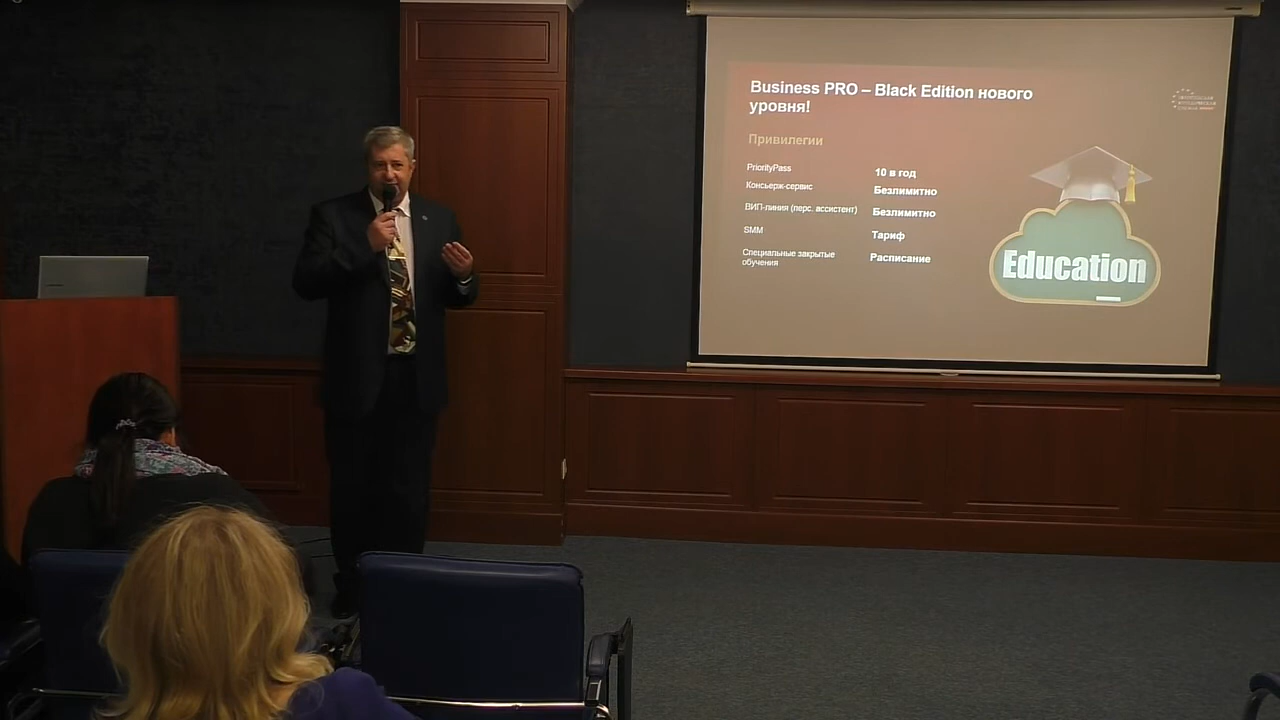 Business PRO – Black Edition нового
уровня!
Привилегии
PriorityPass 10 в год
Консьерж-сервис Безлимитно
ВИП-линия (перс. ассистент) Безлимитно
SMM Тариф
Специальные закрытые
обучения Расписание
Education